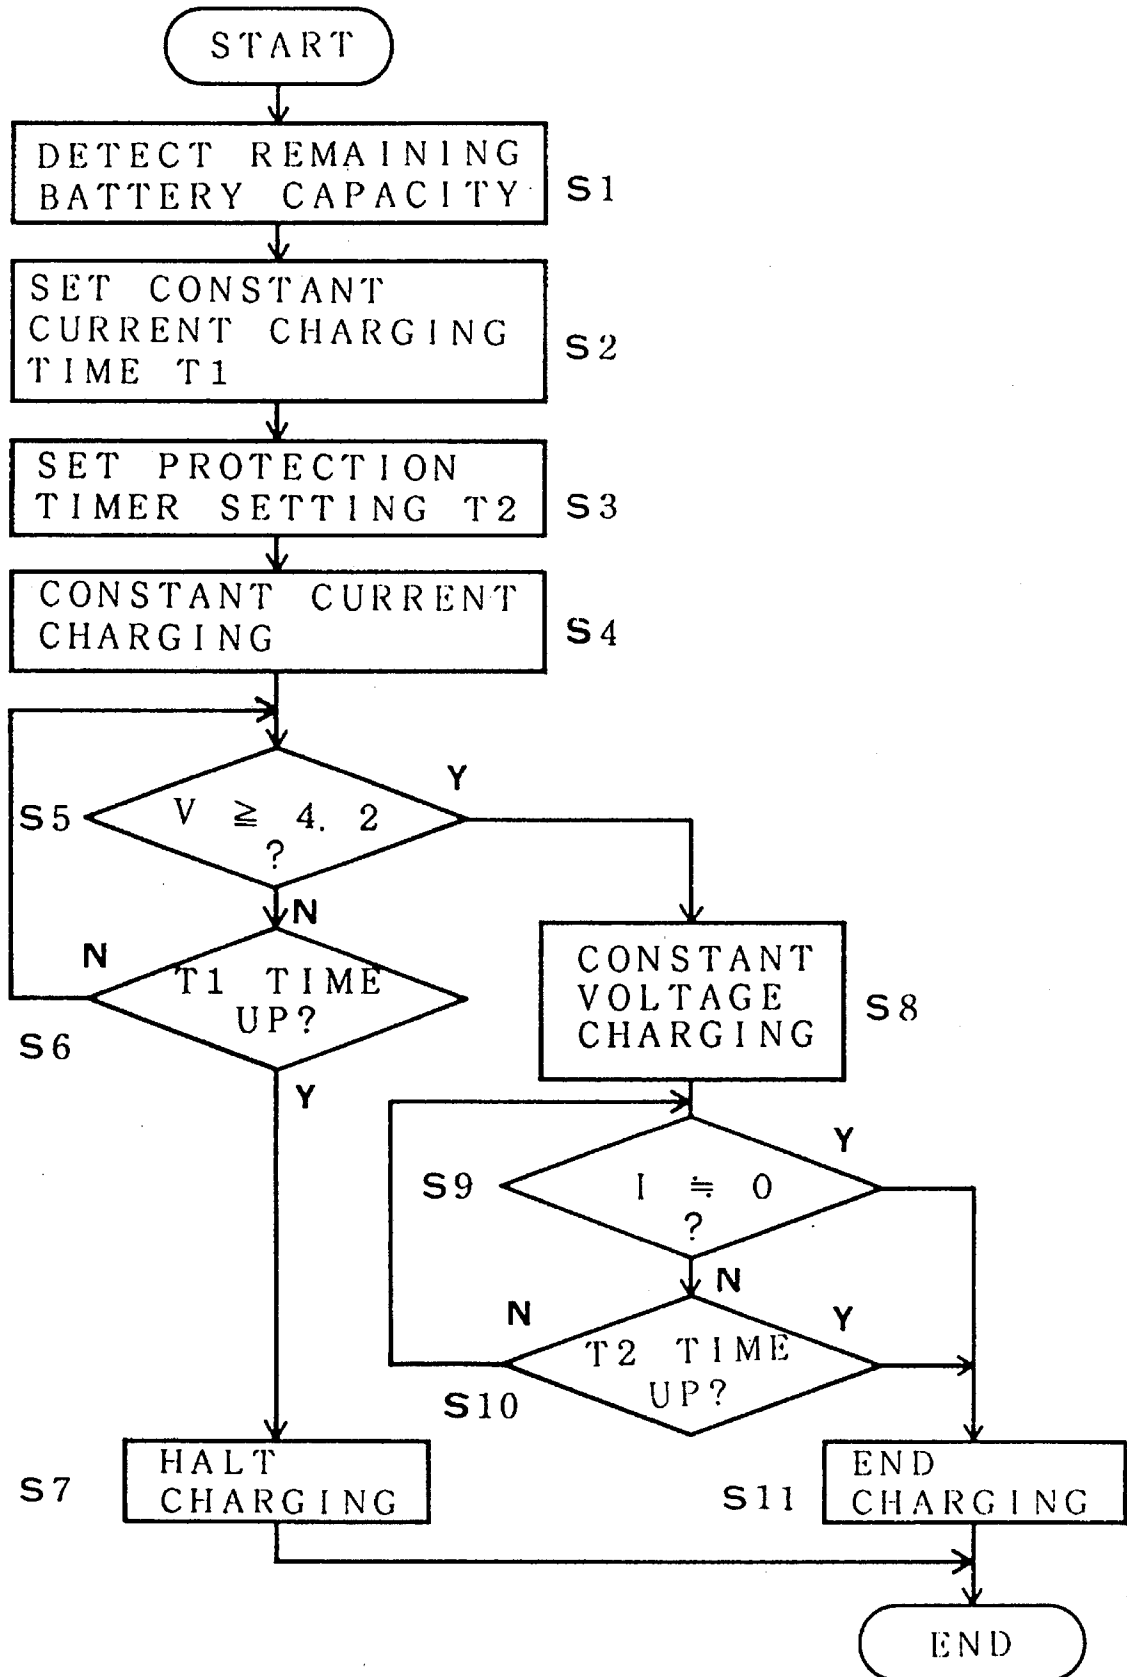 START
DETECT REMAINING
BATTERY CAPACITY
S1
SET CONSTANT
CURRENT CHARGING
TIME T1
S2
SET PROTECTION
TIMER SETTING T2
S3
CONSTANT CURRENT
CHARGING
S4
S5
V ≧ 4. 2
?
Y
N
N
T1 TIME
UP?
S6
Y
CONSTANT
VOLTAGE
CHARGING
S8
S9
I ≒ 0
?
Y
N
N
T2 TIME
UP?
Y
S10
S7
HALT
CHARGING
S11
END
CHARGING
END